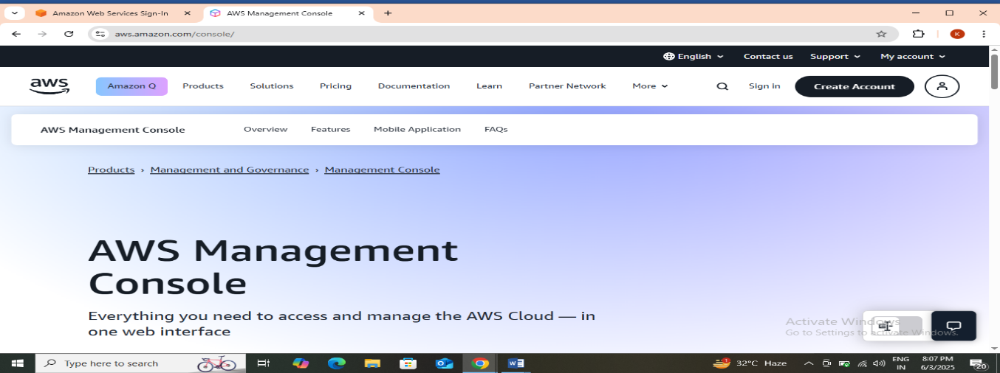 Amazon Web Services Sign-In
AWS Management Console
aws.amazon.com/console/
K
English
Contact us
Support
My account
aws
Amazon Q
Products
Solutions
Pricing
Documentation
Learn
Partner Network
More
Sign in
Create Account
AWS Management Console
Overview
Features
Mobile Application
FAQs
Products › Management and Governance › Management Console
AWS Management
Console
Everything you need to access and manage the AWS Cloud — in
one web interface
Activate Windows
Go to Settings to activate Windows.
Type here to search
1
32°C Haze
ENG
IN
8:07 PM
6/3/2025
20